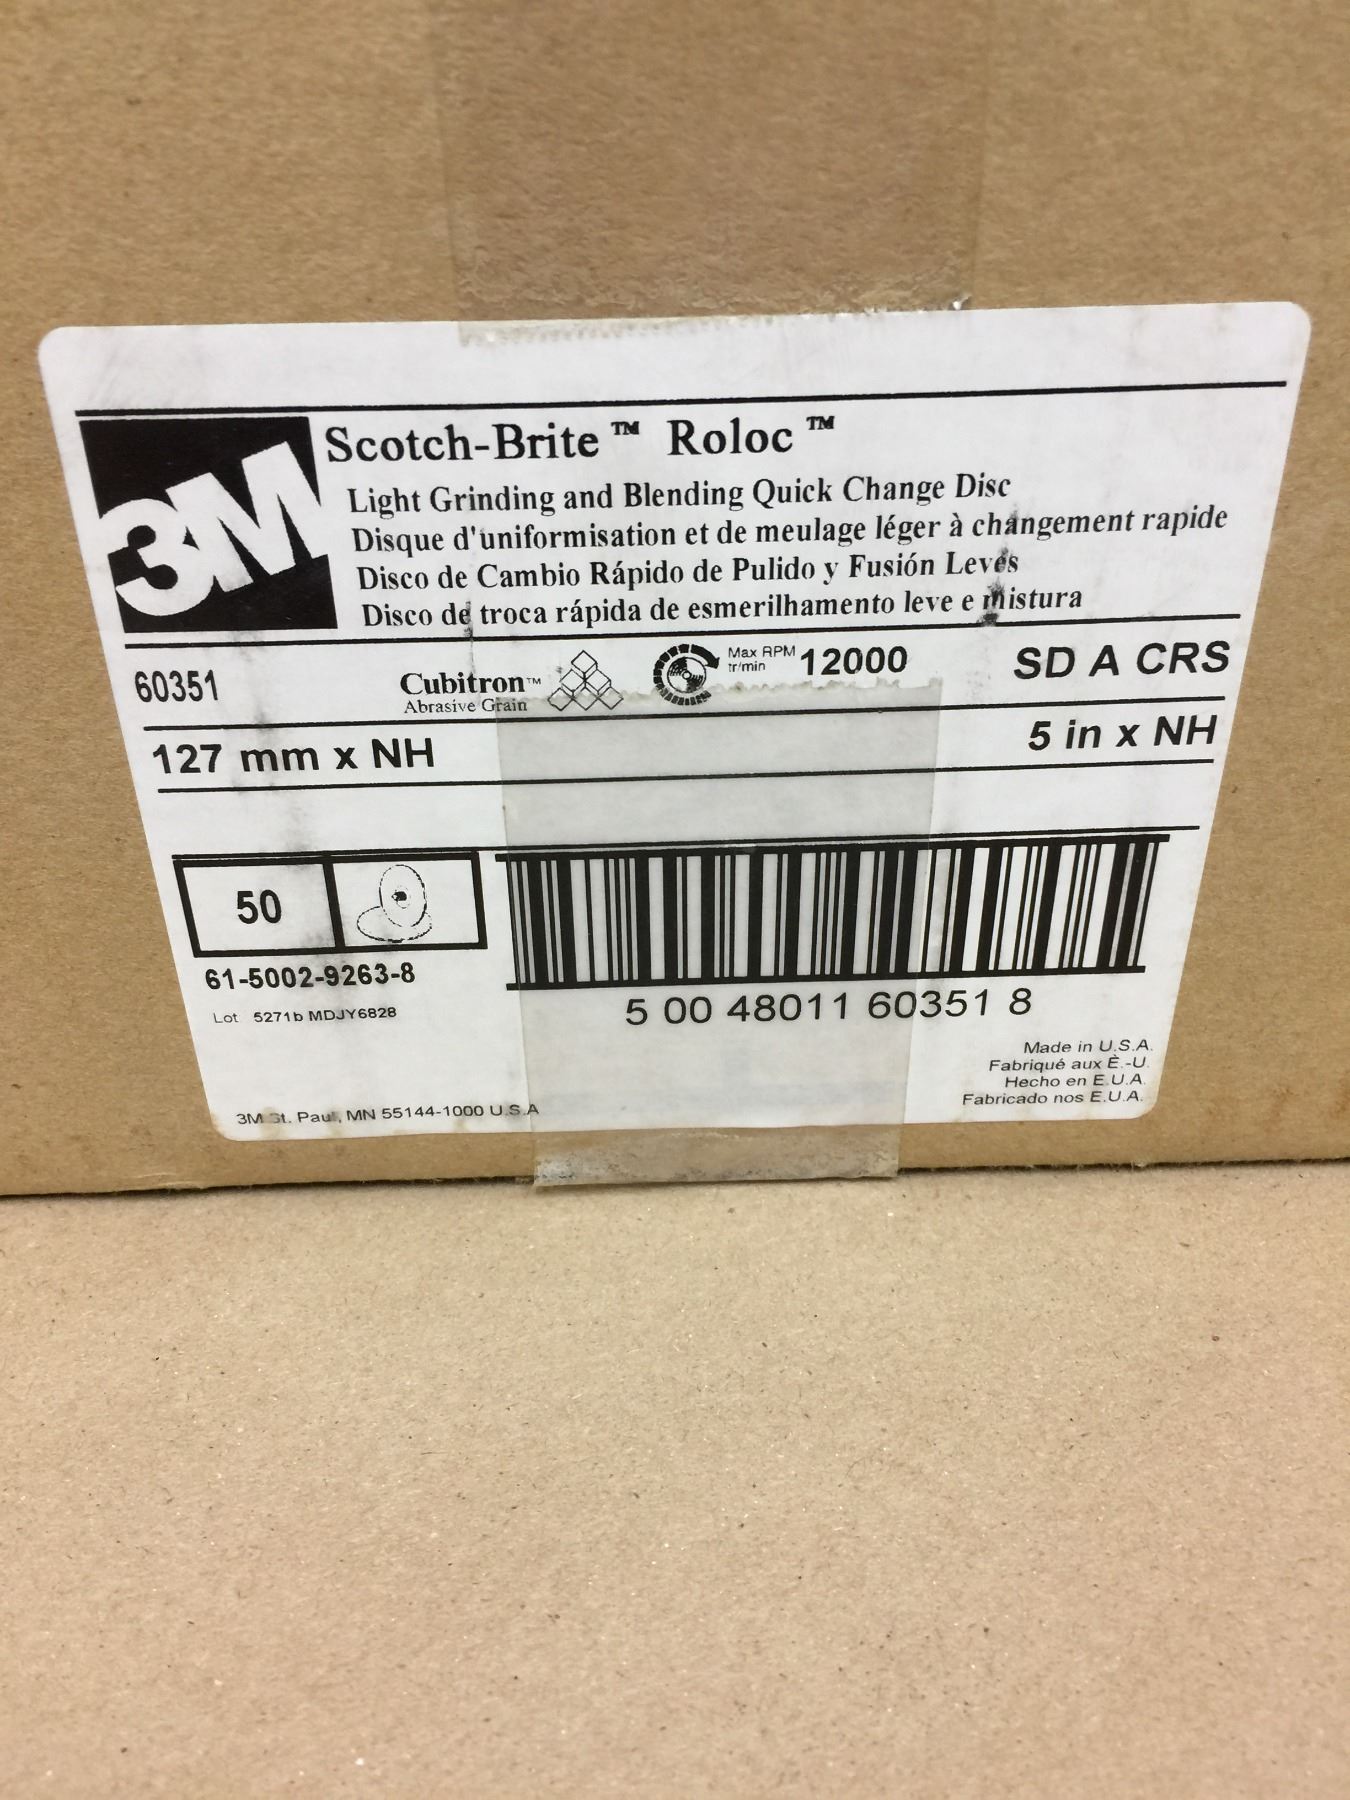 3M
Scotch-Brite™ Roloc™
Light Grinding and Blending Quick Change Disc
Disque d'uniformisation et de meulage léger à changement rapide
Disco de Cambio Rápido de Pulido y Fusión Leves
Disco de troca rápida de esmerilhamento leve e mistura
60351
Cubitron™
Abrasive Grain
Max RPM
tr/min
12000
SD A CRS
127 mm x NH
5 in x NH
50
61-5002-9263-8
Lot 5271b MDJY6828
5 00 48011 60351 8
Made in U.S.A.
Fabriqué aux É.-U.
Hecho en E.U.A.
Fabricado nos E.U.A.
3M St. Paul, MN 55144-1000 U.S.A